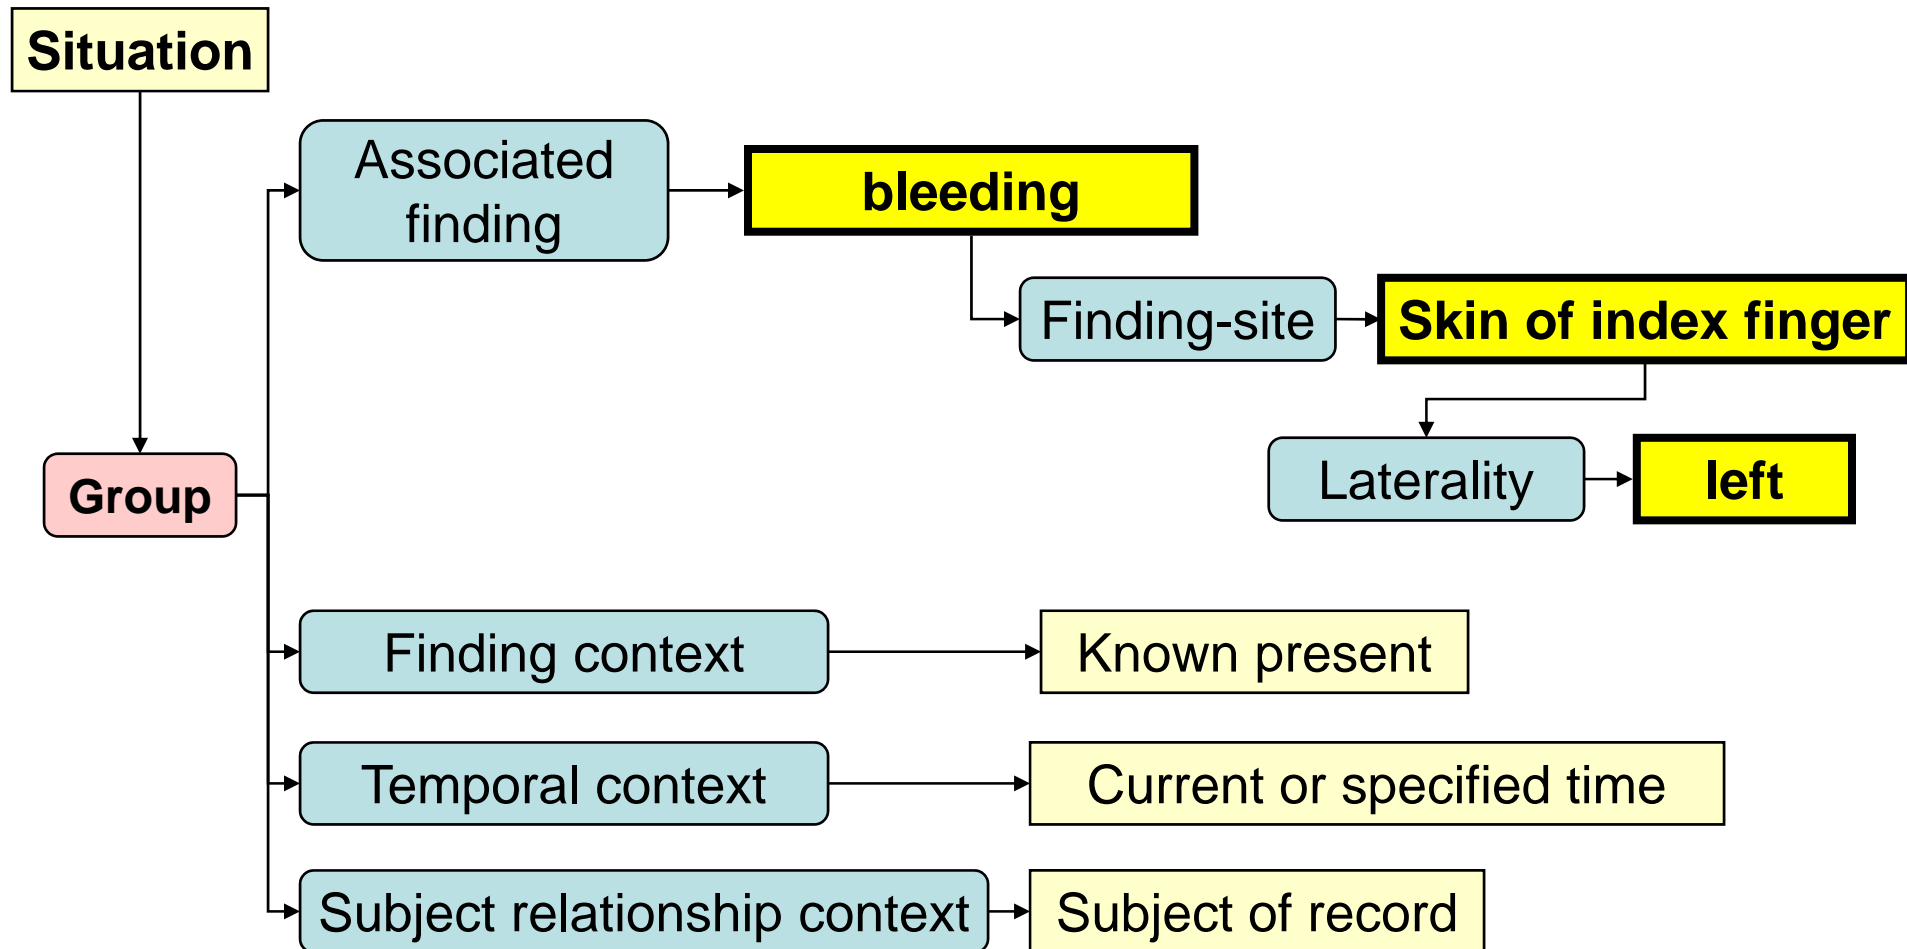 Situation
Associated
finding
bleeding
Finding-site
Skin of index finger
Laterality
left
Group
Finding context
Known present
Temporal context
Current or specified time
Subject relationship context
Subject of record